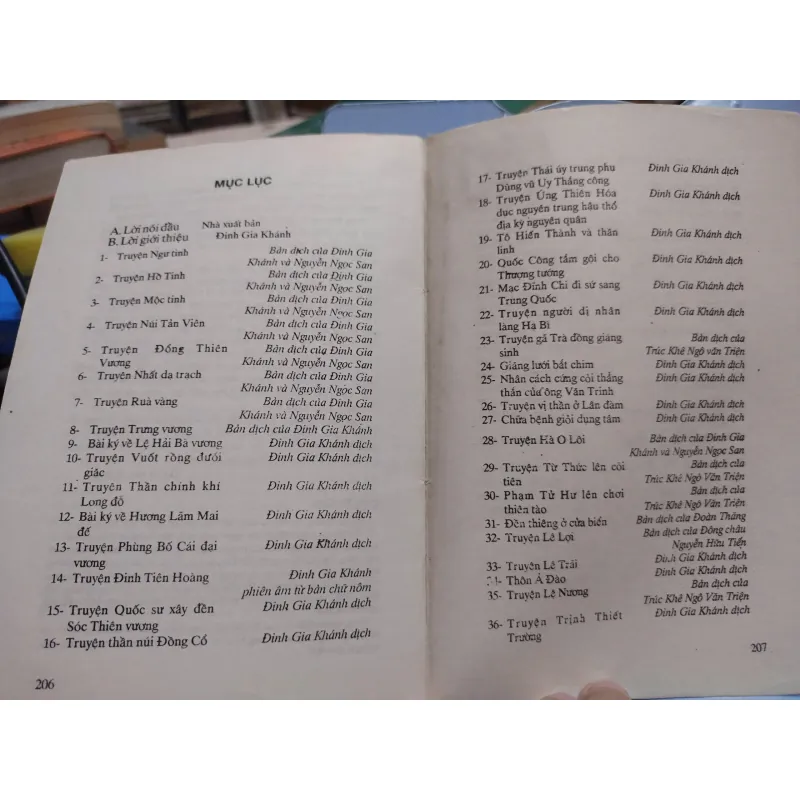 MỤC LỤC
A. Lời nói đầu Nhà xuất bản
B. Lời giới thiệu Đinh Gia Khánh
1- Truyện Ngư tinh Bản dịch của Đinh Gia
Khánh và Nguyễn Ngọc San
2- Truyện Hồ Tinh Bản dịch của Đinh Gia
Khánh và Nguyễn Ngọc San
3- Truyện Mộc tinh Bản dịch của Đinh Gia
Khánh và Nguyễn Ngọc San
4- Truyện Núi Tản Viên Bản dịch của Đinh Gia
Khánh và Nguyễn Ngọc San
5- Truyện Đổng Thiên Bản dịch của Đinh Gia
Vương Khánh và Nguyễn Ngọc San
6- Truyện Nhất dạ trạch Bản dịch của Đinh Gia
Khánh và Nguyễn Ngọc San
7- Truyện Rùa vàng Bản dịch của Đinh Gia
Khánh và Nguyễn Ngọc San
8- Truyện Trưng vương Bản dịch của Đinh Gia Khánh
9- Bài ký về Lệ Hải Bà vương Đinh Gia Khánh dịch
10- Truyện Vuốt rồng dưới Đinh Gia Khánh dịch
giác
11- Truyện Thần chính khí Đinh Gia Khánh dịch
Long đỗ
12- Bài ký về Hương Lãm Mai Đinh Gia Khánh dịch
đế
13- Truyện Phùng Bố Cái đại Đinh Gia Khánh dịch
vương
14- Truyện Đinh Tiên Hoàng Đinh Gia Khánh
phiên âm từ bản chữ nôm
15- Truyện Quốc sư xây đền Đinh Gia Khánh dịch
Sóc Thiên vương
16- Truyện thần núi Đồng Cổ Đinh Gia Khánh dịch
206
17- Truyện Thái úy trung phụ Đinh Gia Khánh dịch
Dũng vũ Uy Thắng công
18- Truyện Ứng Thiên Hóa Đinh Gia Khánh dịch
dục nguyên trung hậu thổ
địa kỳ nguyên quân
19- Tô Hiến Thành và thần Đinh Gia Khánh dịch
linh
20- Quốc Công tắm gội cho Đinh Gia Khánh dịch
Thượng tướng
21- Mạc Đĩnh Chi đi sứ sang Đinh Gia Khánh dịch
Trung Quốc
22- Truyện người dị nhân Đinh Gia Khánh dịch
làng Hạ Bì
23- Truyện gã Trà đồng giáng Bản dịch của
sinh Trúc Khê Ngô văn Triện
24- Giăng lưới bắt chim Đinh Gia Khánh dịch
25- Nhân cách cứng cỏi thẳng Đinh Gia Khánh dịch
thắn của ông Văn Trinh
26- Truyện vị thần ở Lân đàm Đinh Gia Khánh dịch
27- Chữa bệnh giỏi dụng tâm Đinh Gia Khánh dịch
28- Truyện Hà Ô Lôi Bản dịch của Đinh Gia
Khánh và Nguyễn Ngọc San
29- Truyện Từ Thức lên cõi Bản dịch của
tiên Trúc Khê Ngô Văn Triện
30- Phạm Tử Hư lên chơi Bản dịch của
thiên tào Trúc Khê Ngô Văn Triện
31- Đền thiêng ở cửa biển Bản dịch của Đoàn Thăng
32- Truyện Lê Lợi Bản dịch của Đông châu
Nguyễn Hữu Tiến
33- Truyện Lê Trãi Đinh Gia Khánh dịch
Thôn Ả Đào Đinh Gia Khánh dịch
35- Truyện Lệ Nương Bản dịch của
Trúc Khê Ngô Văn Triện
36- Truyện Trịnh Thiết Đinh Gia Khánh dịch
Trường
207